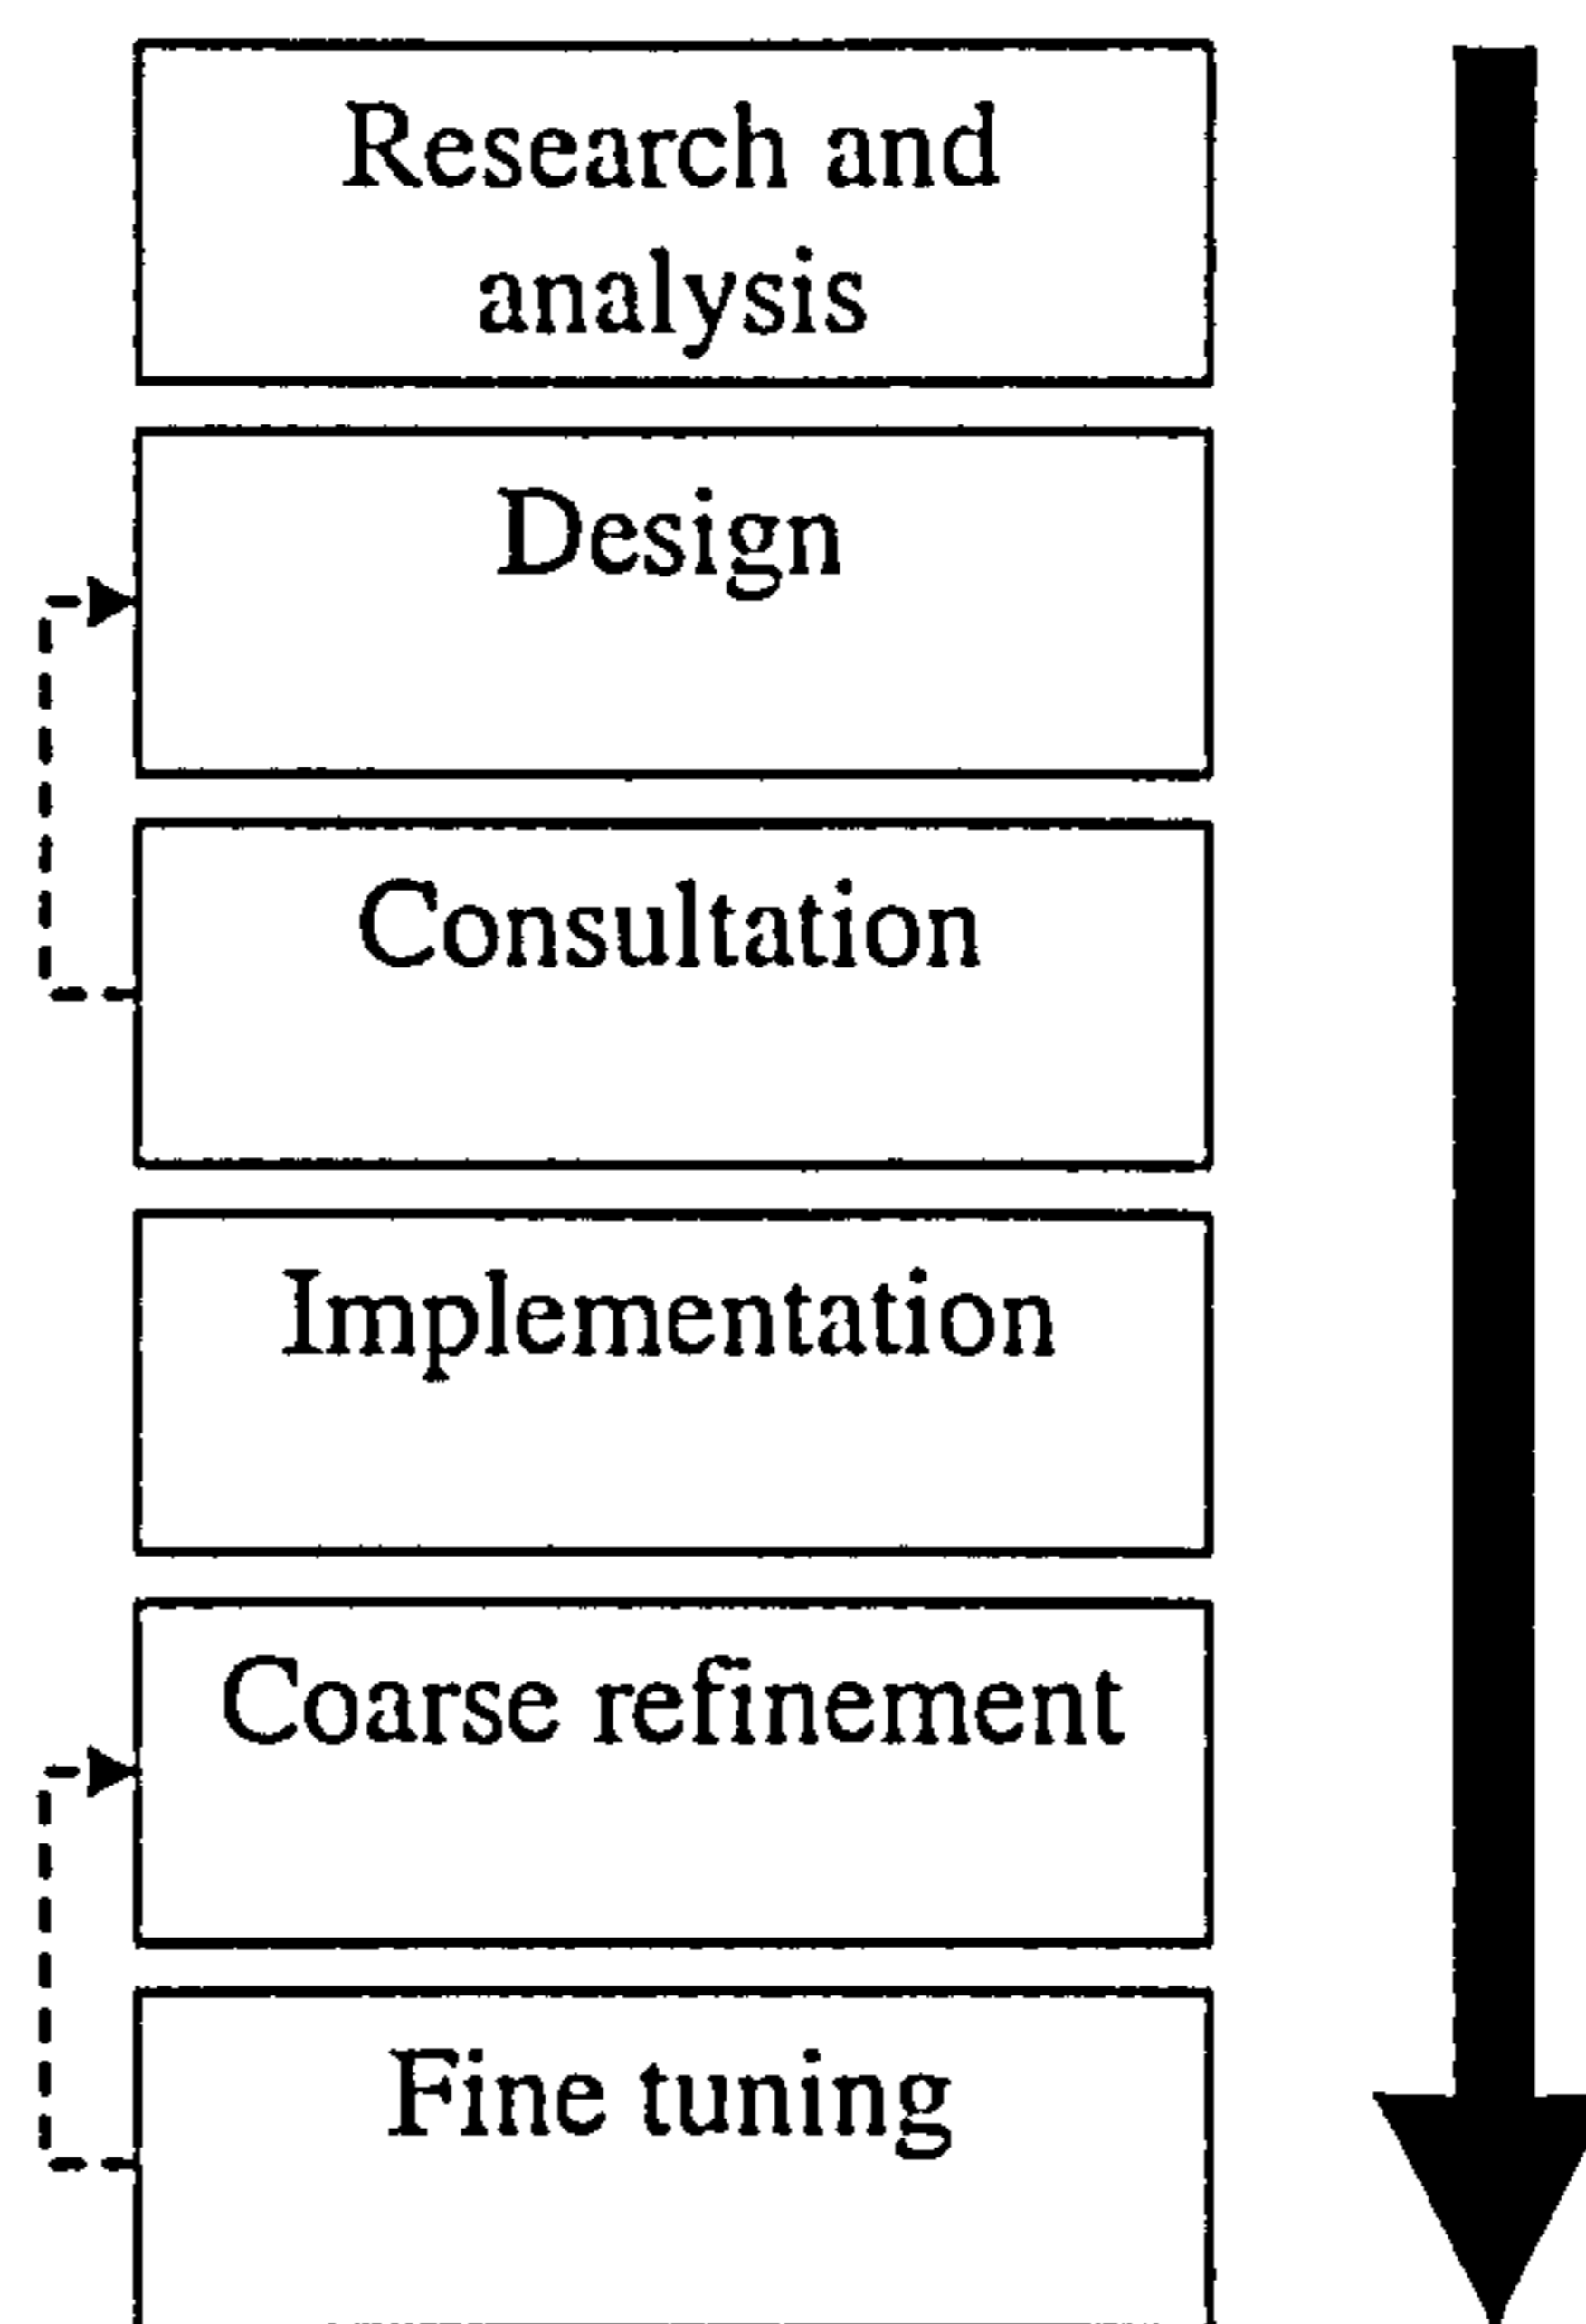 Research and
analysis
Design
Consultation
Implementation
Coarse refinement
Fine tuning